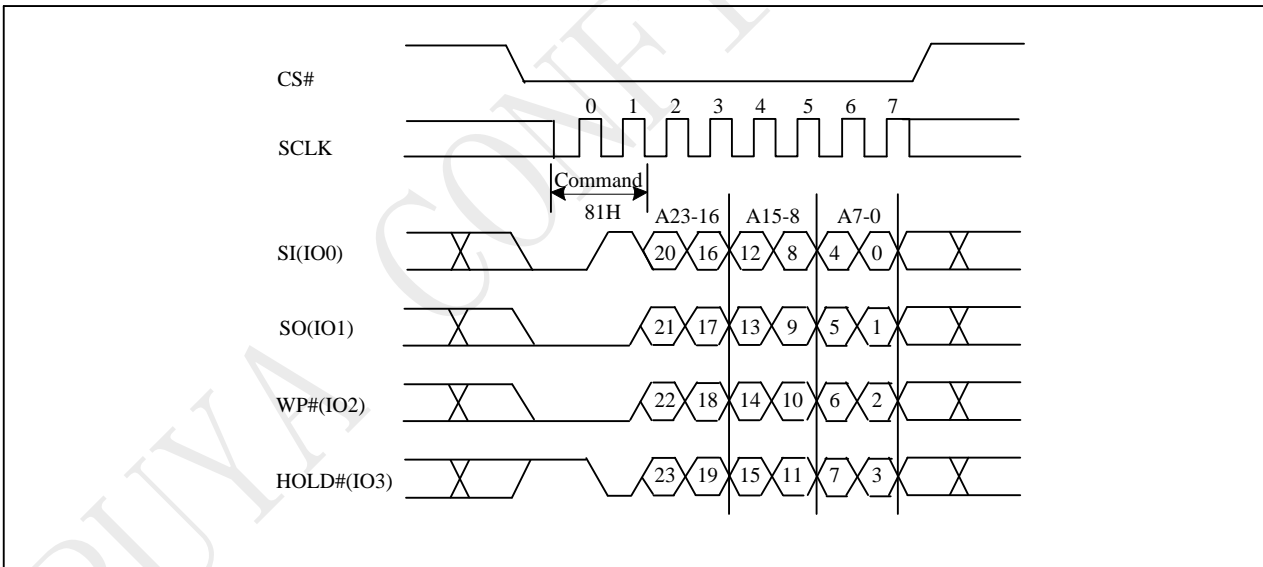 CS#
0 1 2 3 4 5 6 7
SCLK
Command
81H
A23-16 A15-8 A7-0
SI(IO0) 20 16 12 8 4 0
SO(IO1) 21 17 13 9 5 1
WP#(IO2) 22 18 14 10 6 2
HOLD#(IO3) 23 19 15 11 7 3
PUYA CONF